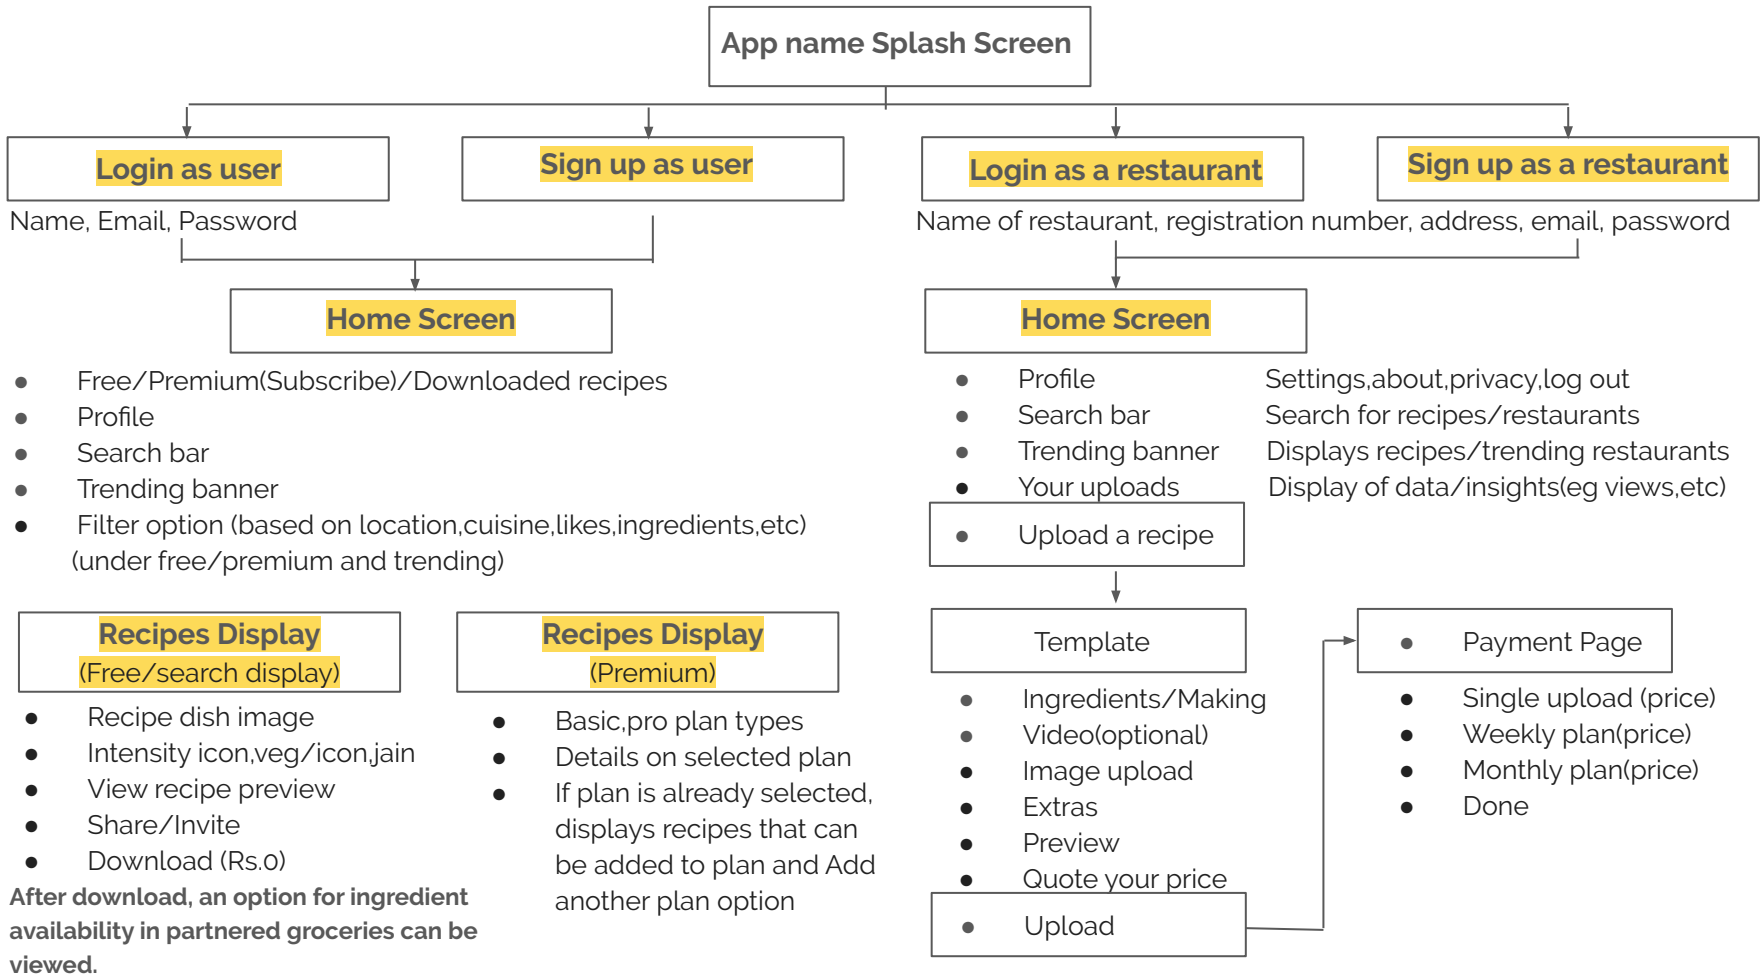 App name Splash Screen
Login as user
Sign up as user
Login as a restaurant
Sign up as a restaurant
Name, Email, Password
Name of restaurant, registration number, address, email, password
Home Screen
● Free/Premium(Subscribe)/Downloaded recipes
● Profile
● Search bar
● Trending banner
● Filter option (based on location,cuisine,likes,ingredients,etc)
(under free/premium and trending)
Recipes Display
(Free/search display)
● Recipe dish image
● Intensity icon,veg/icon,jain
● View recipe preview
● Share/Invite
● Download (Rs.0)
After download, an option for ingredient
availability in partnered groceries can be
viewed.
Recipes Display
(Premium)
● Basic,pro plan types
● Details on selected plan
● If plan is already selected,
displays recipes that can
be added to plan and Add
another plan option
Home Screen
● Profile Settings,about,privacy,log out
● Search bar Search for recipes/restaurants
● Trending banner Displays recipes/trending restaurants
● Your uploads Display of data/insights(eg views,etc)
● Upload a recipe
Template
● Ingredients/Making
● Video(optional)
● Image upload
● Extras
● Preview
● Quote your price
● Upload
● Payment Page
● Single upload (price)
● Weekly plan(price)
● Monthly plan(price)
● Done